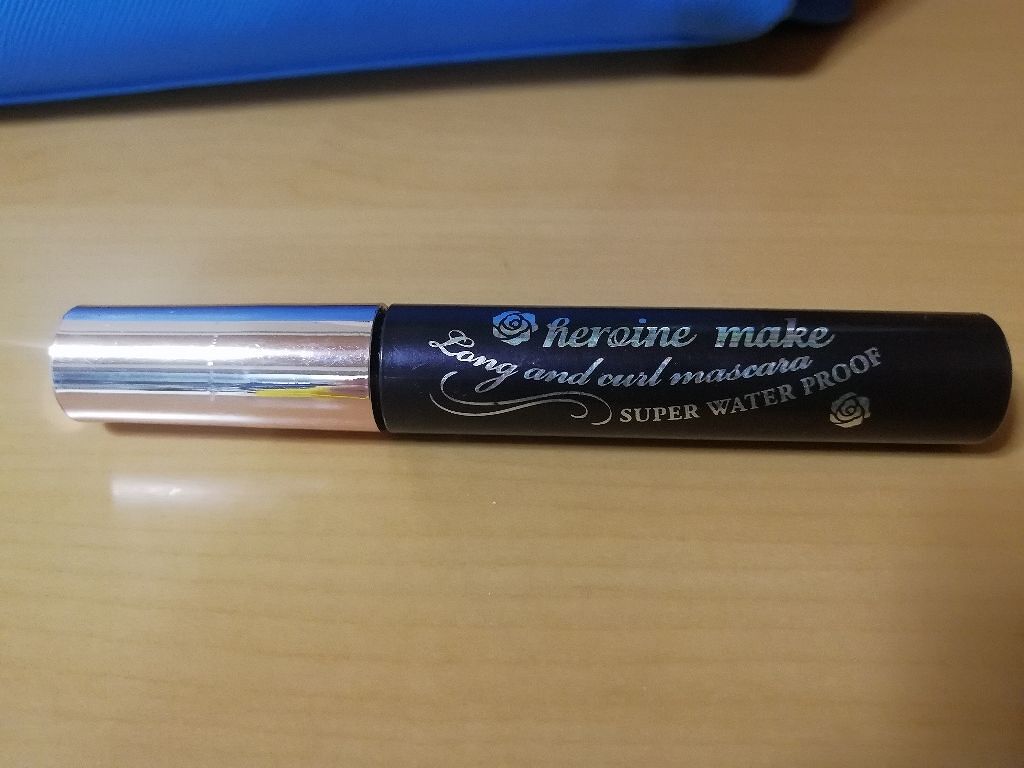 heroine make
Long and curl mascara
SUPER WATER PROOF